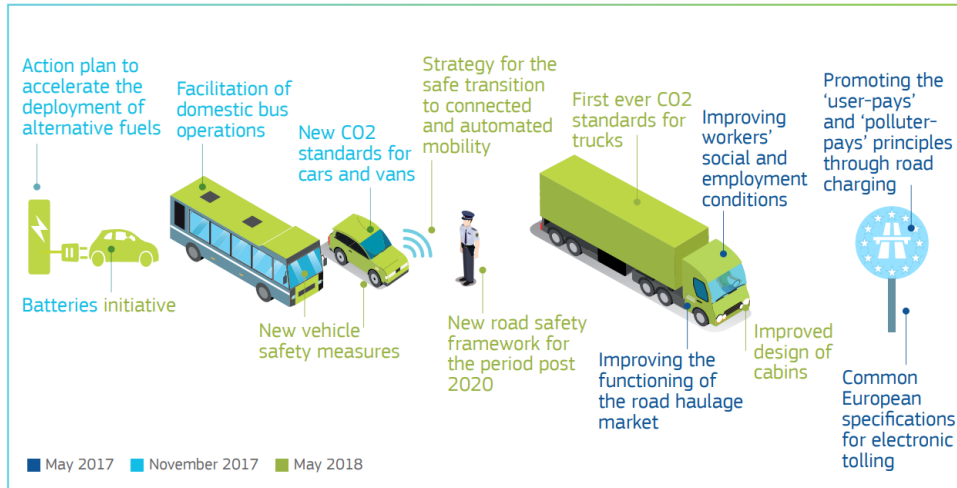 Action plan to
accelerate the
deployment of
alternative fuels
Batteries initiative
Facilitation of
domestic bus
operations
New CO2
standards for
cars and vans
New vehicle
safety measures
Strategy for the
safe transition
to connected
and automated
mobility
New road safety
framework for
the period post
2020
First ever CO2
standards for
trucks
Improving
workers'
social and
employment
conditions
Improving the
functioning of
the road haulage
market
Improved
design of
cabins
Promoting the
'user-pays'
and 'polluter-
pays' principles
through road
charging
Common
European
specifications
for electronic
tolling
May 2017
November 2017
May 2018